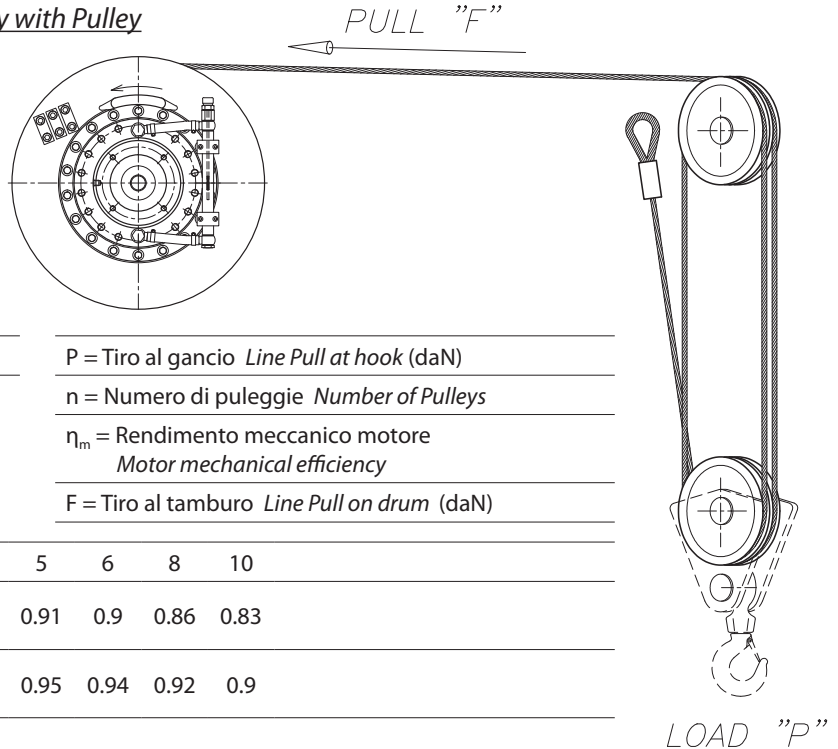 y with Pulley
PULL "F"
P = Tiro al gancio Line Pull at hook (daN)
n = Numero di puleggie Number of Pulleys
ηm = Rendimento meccanico motore
Motor mechanical efficiency
F = Tiro al tamburo Line Pull on drum (daN)
5 6 8 10
0.91 0.9 0.86 0.83
0.95 0.94 0.92 0.9
LOAD "P"